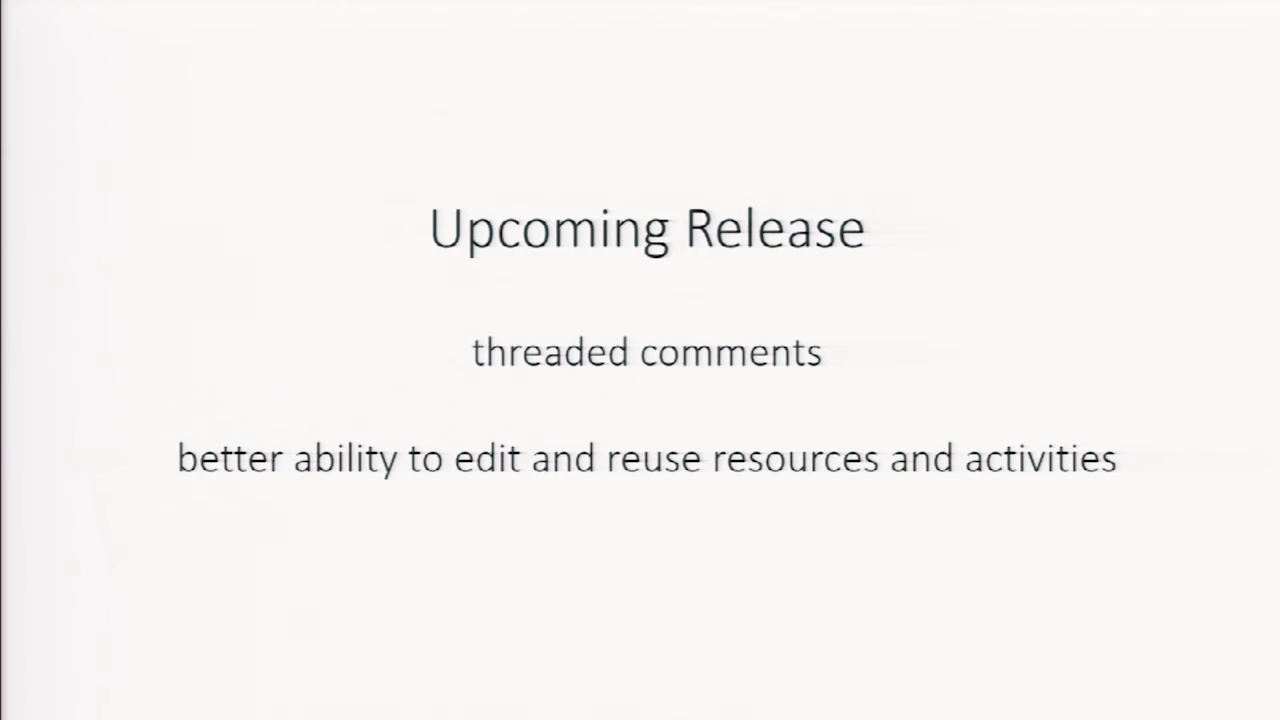 Upcoming Release
threaded comments
better ability to edit and reuse resources and activities